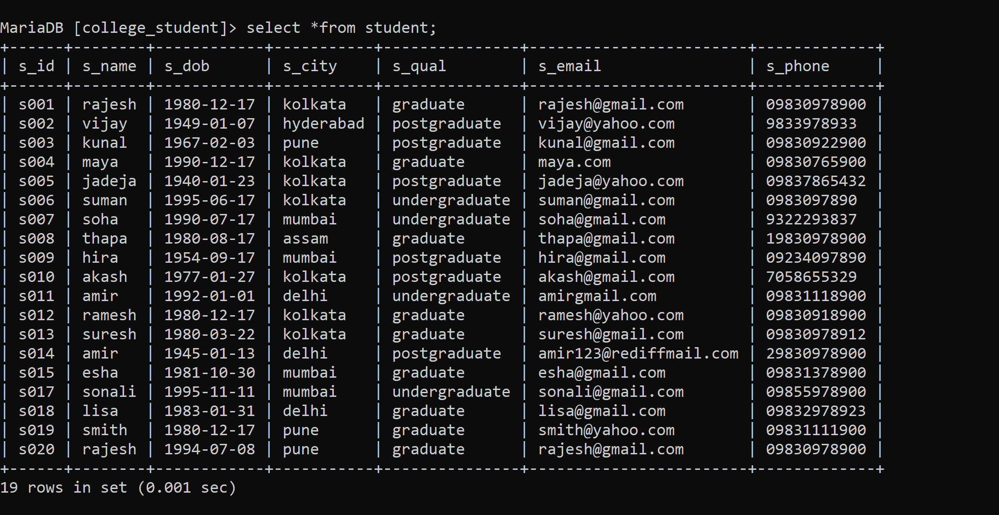 MariaDB [college_student]> select *from student;
+------+--------+------------+-----------+---------------+------------------------+-------------+
| s_id | s_name | s_dob      | s_city    | s_qual        | s_email                | s_phone     |
+------+--------+------------+-----------+---------------+------------------------+-------------+
| s001 | rajesh | 1980-12-17 | kolkata   | graduate      | rajesh@gmail.com       | 09830978900 |
| s002 | vijay  | 1949-01-07 | hyderabad | postgraduate  | vijay@yahoo.com        | 9833978933  |
| s003 | kunal  | 1967-02-03 | pune      | postgraduate  | kunal@gmail.com        | 09830922900 |
| s004 | maya   | 1990-12-17 | kolkata   | graduate      | maya.com               | 09830765900 |
| s005 | jadeja | 1940-01-23 | kolkata   | postgraduate  | jadeja@yahoo.com       | 09837865432 |
| s006 | suman  | 1995-06-17 | kolkata   | undergraduate | suman@gmail.com        | 0983097890  |
| s007 | soha   | 1990-07-17 | mumbai    | undergraduate | soha@gmail.com         | 9322293837  |
| s008 | thapa  | 1980-08-17 | assam     | graduate      | thapa@gmail.com        | 19830978900 |
| s009 | hira   | 1954-09-17 | mumbai    | postgraduate  | hira@gmail.com         | 09234097890 |
| s010 | akash  | 1977-01-27 | kolkata   | postgraduate  | akash@gmail.com        | 7058655329  |
| s011 | amir   | 1992-01-01 | delhi     | undergraduate | amirgmail.com          | 09831118900 |
| s012 | ramesh | 1980-12-17 | kolkata   | graduate      | ramesh@yahoo.com       | 09830918900 |
| s013 | suresh | 1980-03-22 | kolkata   | graduate      | suresh@gmail.com       | 09830978912 |
| s014 | amir   | 1945-01-13 | delhi     | postgraduate  | amir123@rediffmail.com | 29830978900 |
| s015 | esha   | 1981-10-30 | mumbai    | graduate      | esha@gmail.com         | 09831378900 |
| s017 | sonali | 1995-11-11 | mumbai    | undergraduate | sonali@gmail.com       | 09855978900 |
| s018 | lisa   | 1983-01-31 | delhi     | graduate      | lisa@gmail.com         | 09832978923 |
| s019 | smith  | 1980-12-17 | pune      | graduate      | smith@yahoo.com        | 09831111900 |
| s020 | rajesh | 1994-07-08 | pune      | graduate      | rajesh@gmail.com       | 09830978900 |
+------+--------+------------+-----------+---------------+------------------------+-------------+
19 rows in set (0.001 sec)